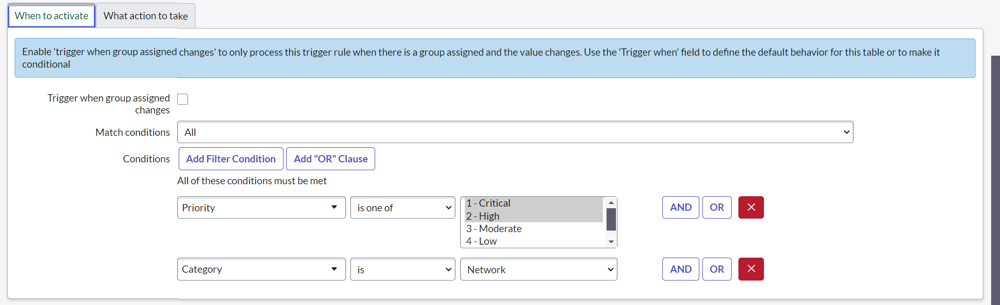 When to activate
What action to take
Enable 'trigger when group assigned changes' to only process this trigger rule when there is a group assigned and the value changes. Use the 'Trigger when' field to define the default behavior for this table or to make it
conditional
Trigger when group assigned
changes
Match conditions
All
Conditions
Add Filter Condition
Add "OR" Clause
All of these conditions must be met
Priority
is one of
1 - Critical
2 - High
3 - Moderate
4 - Low
AND
OR
Category
is
Network
AND
OR